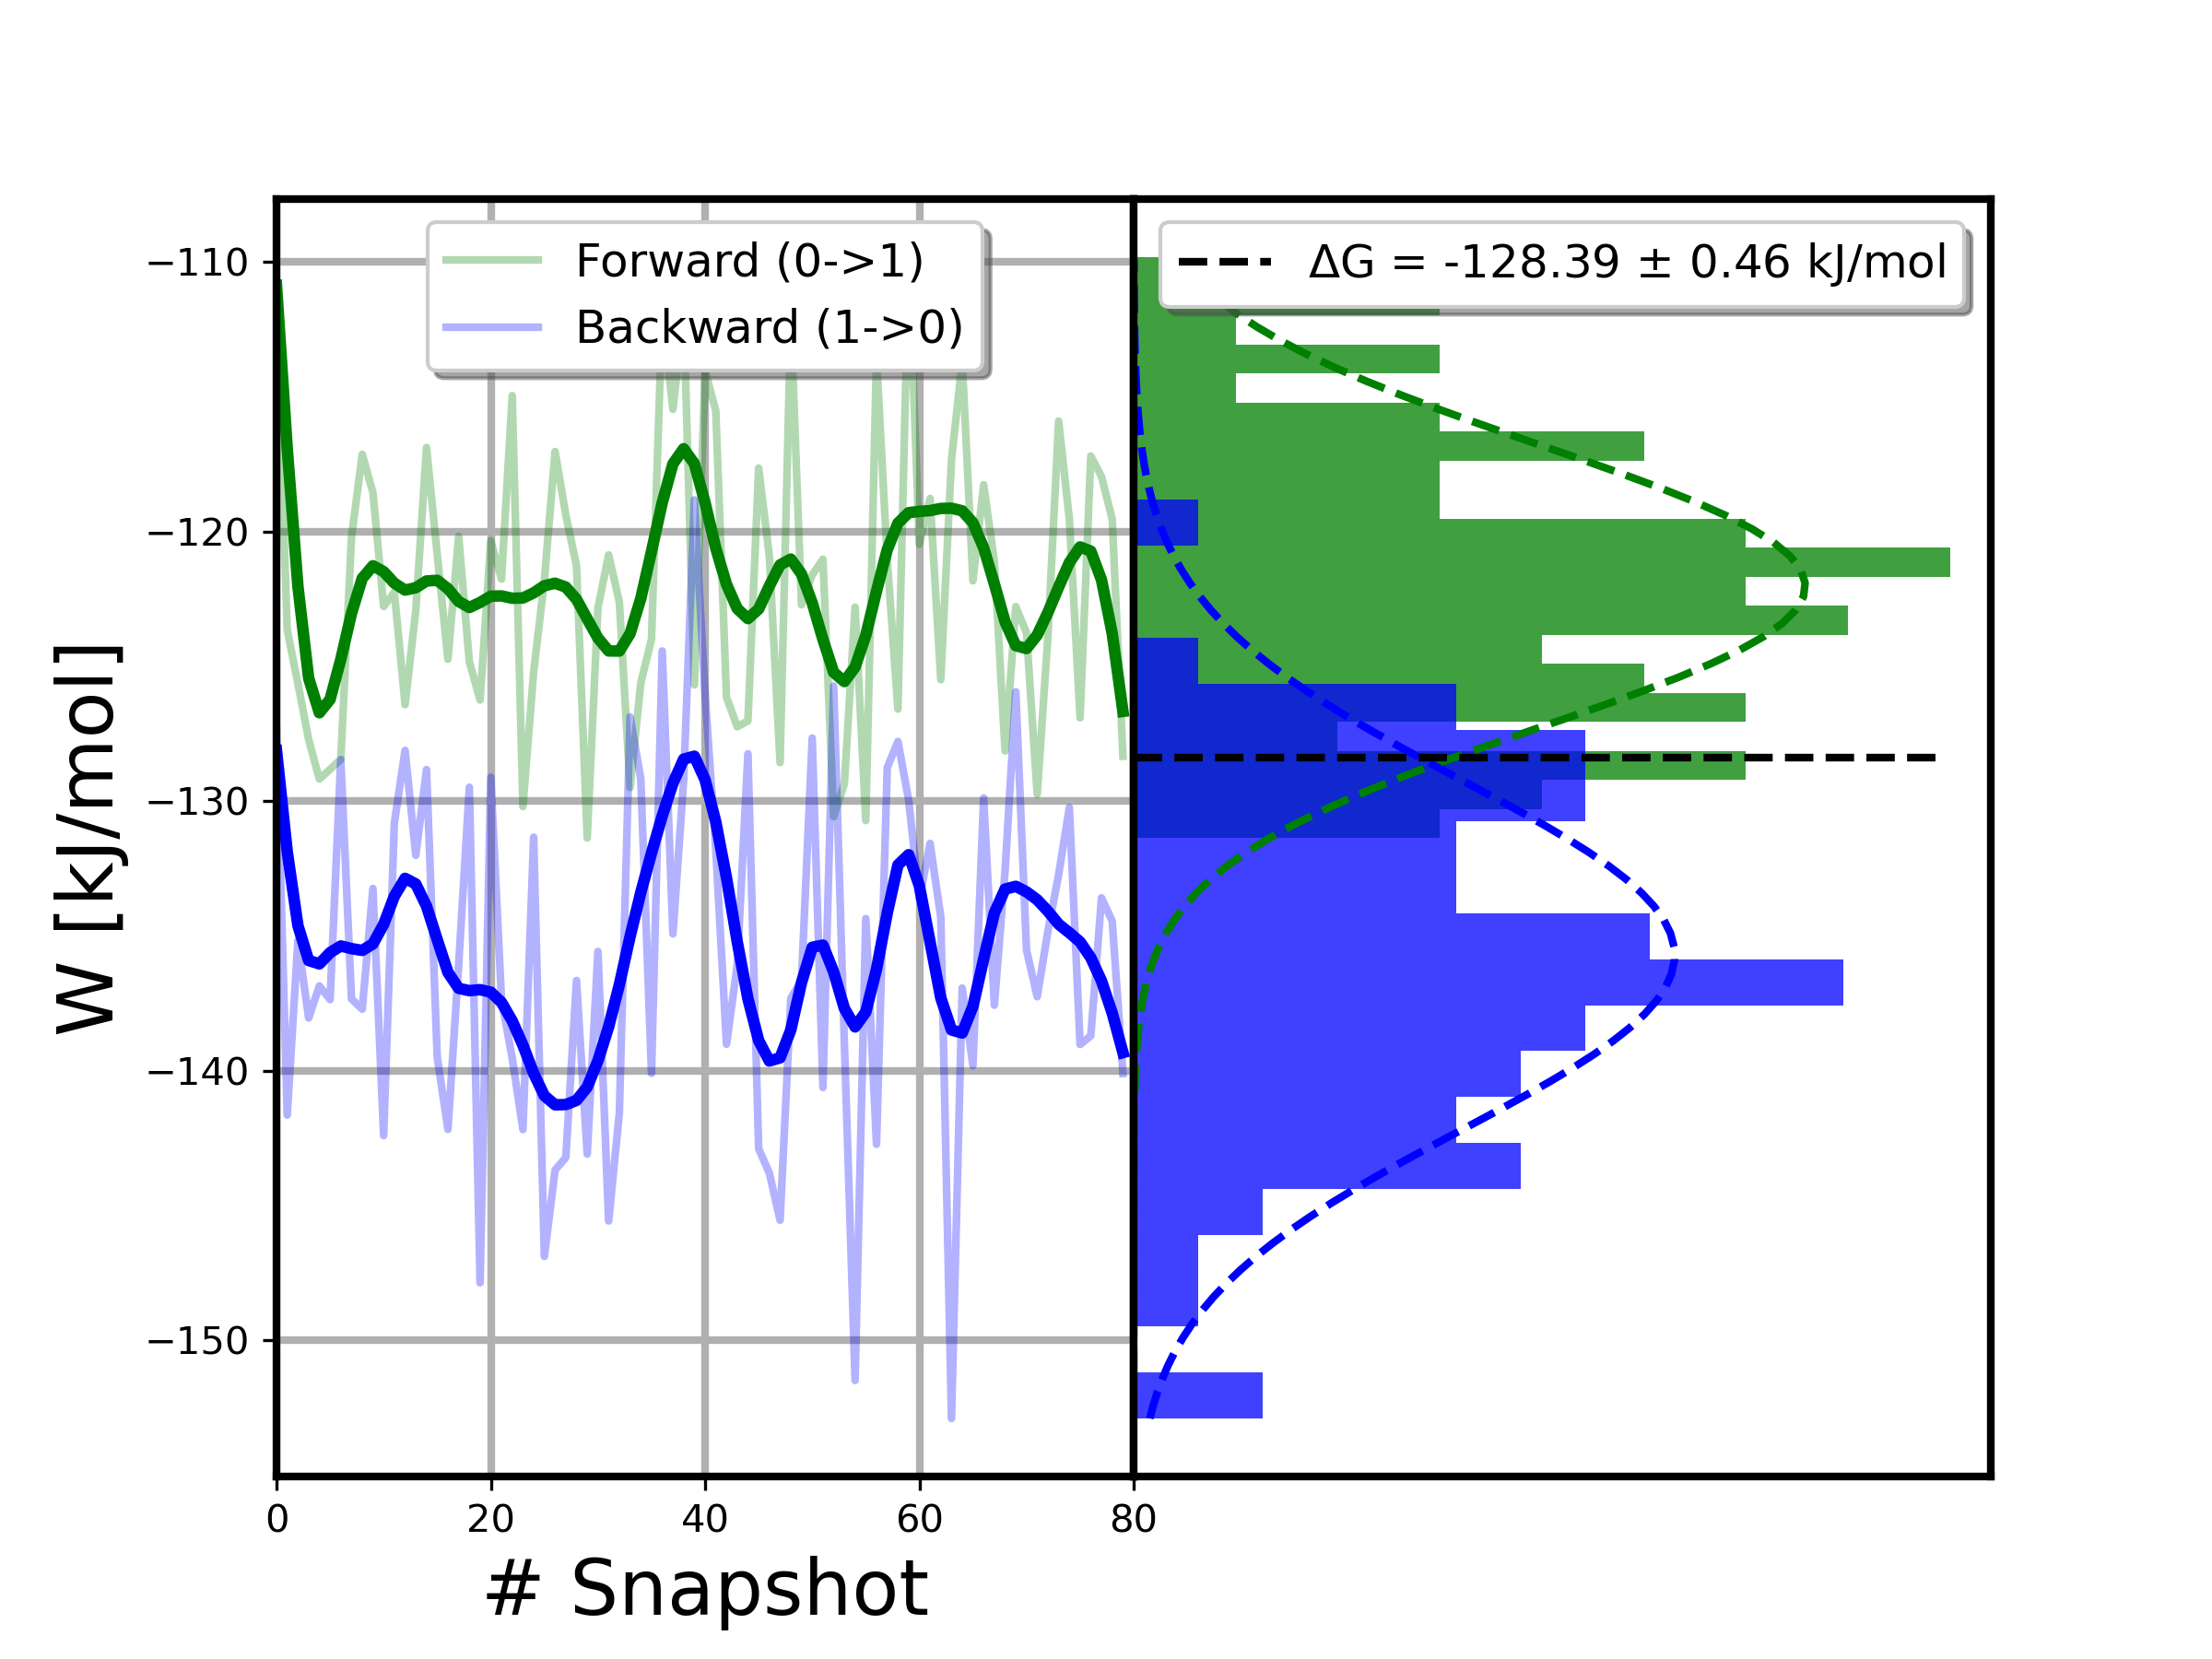 Forward (0->1)
Backward (1->0)
ΔG = -128.39 ± 0.46 kJ/mol
W [kJ/mol]
−110
−120
−130
−140
−150
0 20 40 60 80
# Snapshot